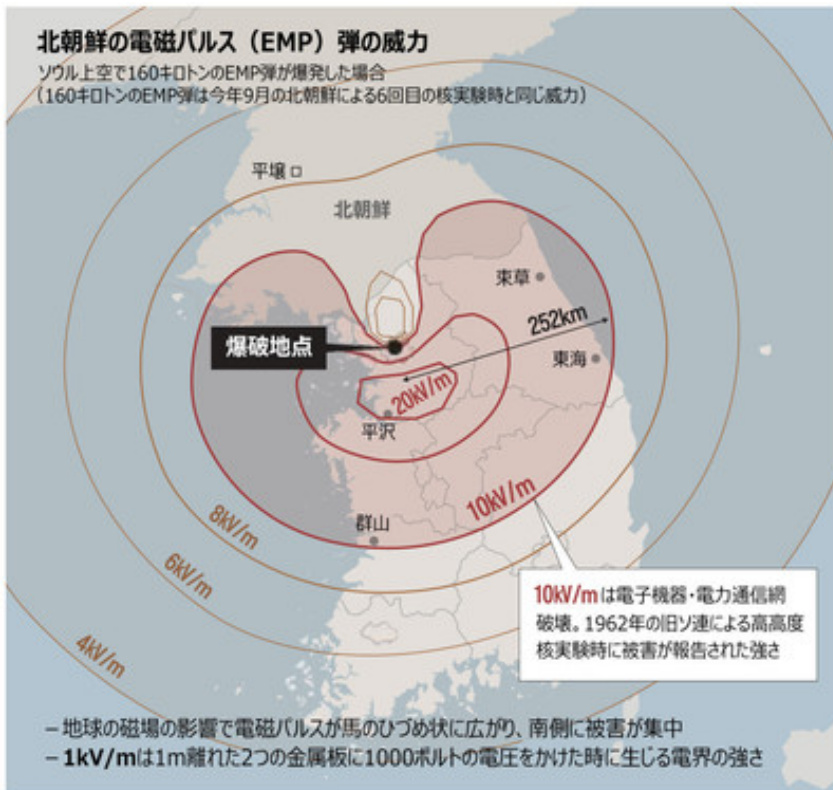 北朝鮮の電磁パルス（EMP）弾の威力
ソウル上空で160キロトンのEMP弾が爆発した場合
（160キロトンのEMP弾は今年9月の北朝鮮による6回目の核実験時と同じ威力）
平壌
北朝鮮
束草
252km
爆破地点
東海
20kV/m
平沢
10kV/m
8kV/m
群山
6kV/m
4kV/m
10kV/mは電子機器・電力通信網
破壊。1962年の旧ソ連による高高度
核実験時に被害が報告された強さ
– 地球の磁場の影響で電磁パルスが馬のひづめ状に広がり、南側に被害が集中
– 1kV/mは1m離れた2つの金属板に1000ボルトの電圧をかけた時に生じる電界の強さ